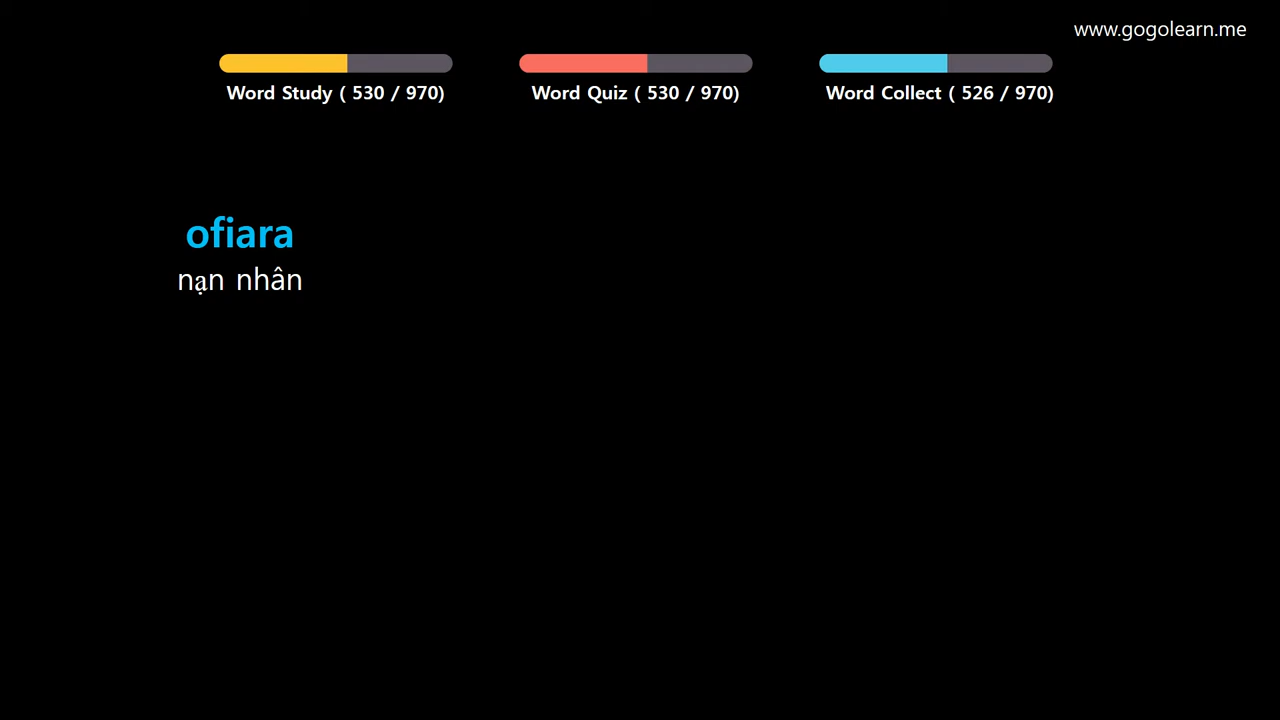 www.gogolearn.me
Word Study ( 530 / 970)
Word Quiz ( 530 / 970)
Word Collect ( 526 / 970)
ofiara
nạn nhân